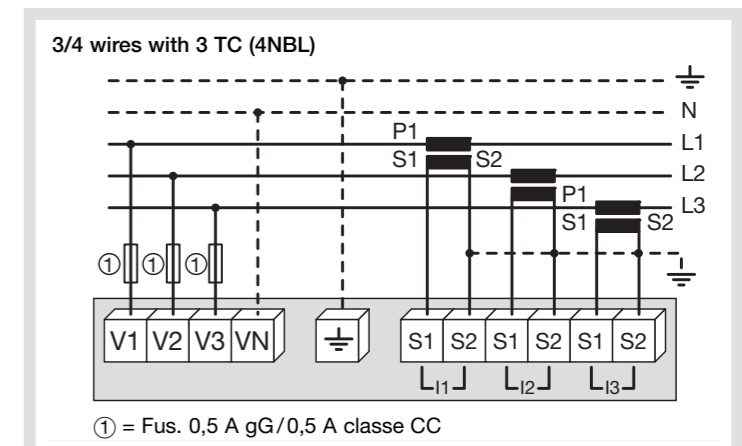 3/4 wires with 3 TC (4NBL)
N
P1
L1
S1 S2
L2
P1
L3
S1 S2
① ① ①
V1 V2 V3 VN S1 S2 S1 S2 S1 S2
I1 I2 I3
① = Fus. 0,5 A gG/0,5 A classe CC